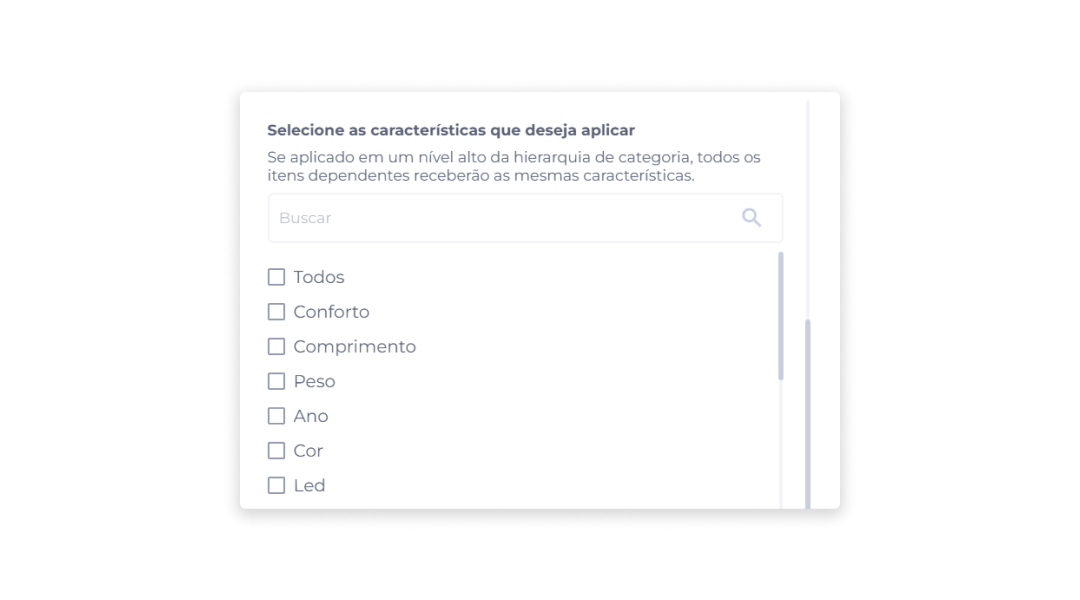 Selecione as características que deseja aplicar
Se aplicado em um nível alto da hierarquia de categoria, todos os
itens dependentes receberão as mesmas características.
Buscar
Todos
Conforto
Comprimento
Peso
Ano
Cor
Led